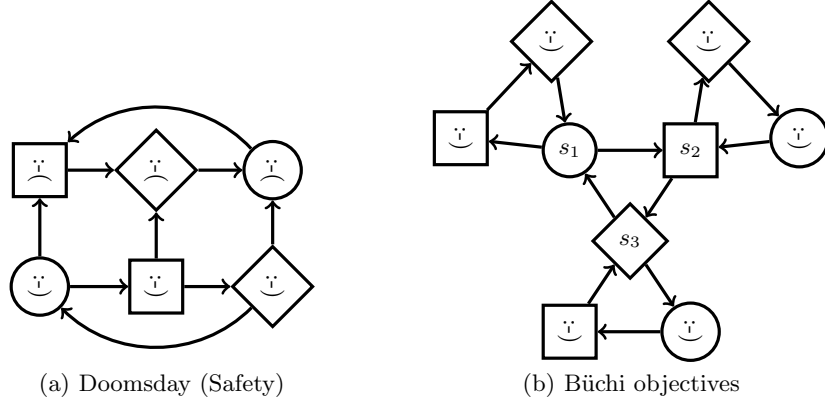 s₁
s₂
s₃
(a) Doomsday (Safety)
(b) Büchi objectives